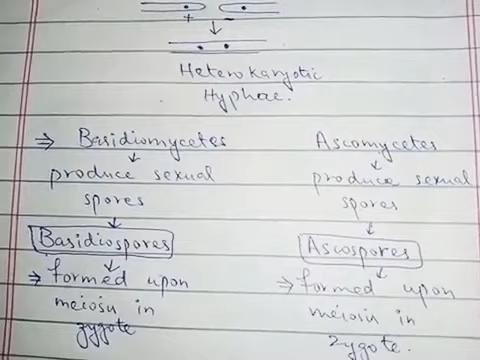 + -
Heterokaryotic
Hyphae.
⇒ Basidiomycetes
produce sexual
spores
Basidiospores
⇒ formed upon
meiosis in
zygote
Ascomycetes
produce sexual
spores
Ascospores
⇒ formed upon
meiosis in
zygote.